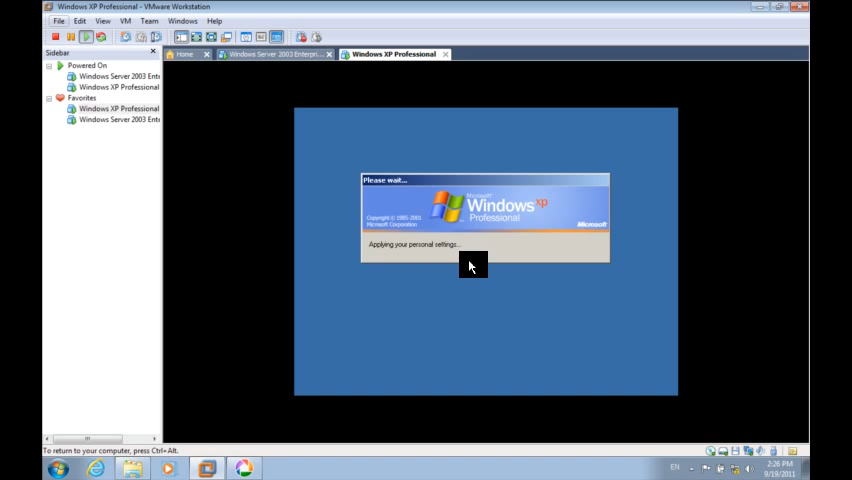 Windows XP Professional - VMware Workstation
File Edit View VM Team Windows Help
Sidebar
Home Windows Server 2003 Enterpri... Windows XP Professional
Powered On
Windows Server 2003 Ente
Windows XP Professional
Favorites
Windows XP Professional
Windows Server 2003 Ente
Please wait...
Microsoft
Windows xp
Professional
Copyright © 1985-2001
Microsoft Corporation
Microsoft
Applying your personal settings...
To return to your computer, press Ctrl+Alt.
EN
2:26 PM
9/19/2011